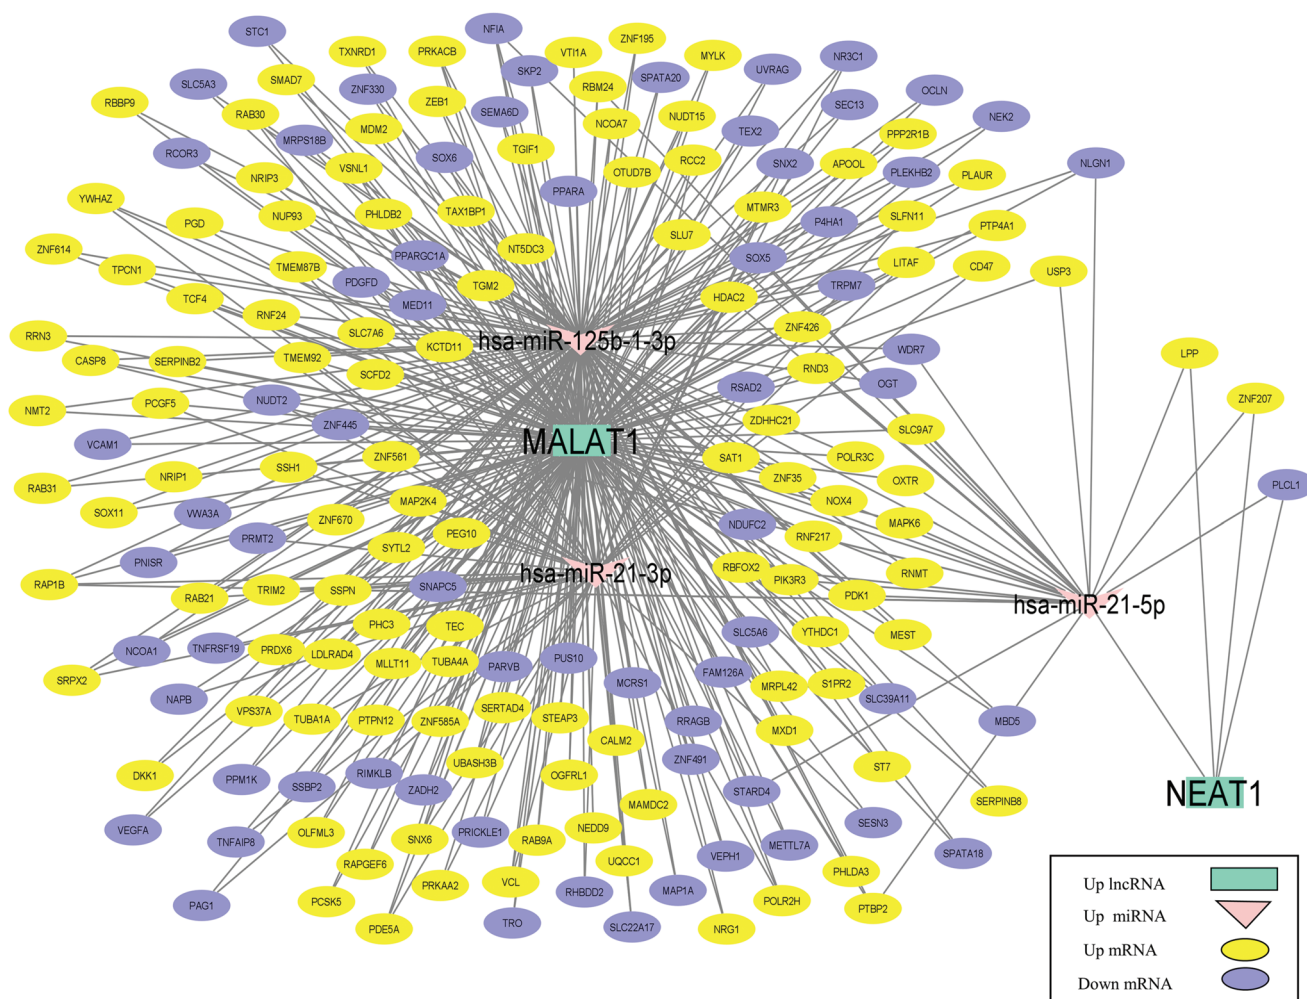 STC1
NFIA
ZNF195
TXNRD1
PRKACB
VTI1A
MYLK
NR3C1
SLC5A3
SMAD7
ZNF330
SKP2
RBM24
SPATA20
UVRAG
OCLN
RBBP9
RAB30
ZEB1
SEMA6D
NCOA7
NUDT15
SEC13
NEK2
MDM2
TEX2
PPP2R1B
RCOR3
MRPS18B
VSNL1
SOX6
TGIF1
OTUD7B
RCC2
SNX2
APOOL
PLEKHB2
PLAUR
NLGN1
NRIP3
PPARA
YWHAZ
PGD
NUP93
PHLDB2
TAX1BP1
MTMR3
P4HA1
SLFN11
PTP4A1
ZNF614
TPCN1
TMEM87B
PPARGC1A
NT5DC3
SLU7
SOX5
LITAF
CD47
USP3
TCF4
PDGFD
MED11
TGM2
HDAC2
TRPM7
RRN3
RNF24
SLC7A6
KCTD11
hsa-miR-125b-1-3p
ZNF426
WDR7
LPP
CASP8
SERPINB2
TMEM92
SCFD2
RND3
OGT
RSAD2
ZNF207
NMT2
PCGF5
NUDT2
ZNF445
ZDHHC21
SLC9A7
VCAM1
MALAT1
ZNF561
SAT1
POLR3C
RAB31
NRIP1
SSH1
ZNF35
OXTR
PLCL1
SOX11
VWA3A
ZNF670
MAP2K4
NOX4
MAPK6
PNISR
PRMT2
SYTL2
PEG10
NDUFC2
RNF217
RAP1B
RAB21
TRIM2
SSPN
SNAPC5
hsa-miR-21-3p
RBFOX2
PIK3R3
RNMT
PDK1
hsa-miR-21-5p
NCOA1
TNFRSF19
PRDX6
LDLRAD4
PHC3
TEC
SLC5A6
YTHDC1
MEST
SRPX2
NAPB
MLLT11
TUBA4A
PARVB
PUS10
MCRS1
FAM126A
MRPL42
S1PR2
SLC39A11
VPS37A
TUBA1A
PTPN12
ZNF585A
SERTAD4
STEAP3
RRAGB
MXD1
MBD5
DKK1
PPM1K
SSBP2
RIMKLB
UBASH3B
CALM2
ZNF491
ST7
ZADH2
OGFRL1
STARD4
NEAT1
SERPINB8
VEGFA
TNFAIP8
OLFML3
SNX6
PRICKLE1
RAB9A
NEDD9
MAMDC2
METTL7A
SESN3
SPATA18
RAPGEF6
UQCC1
VEPH1
PAG1
PCSK5
PRKAA2
VCL
RHBDD2
MAP1A
POLR2H
PHLDA3
PTBP2
PDE5A
TRO
SLC22A17
NRG1
Up lncRNA
Up miRNA
Up mRNA
Down mRNA